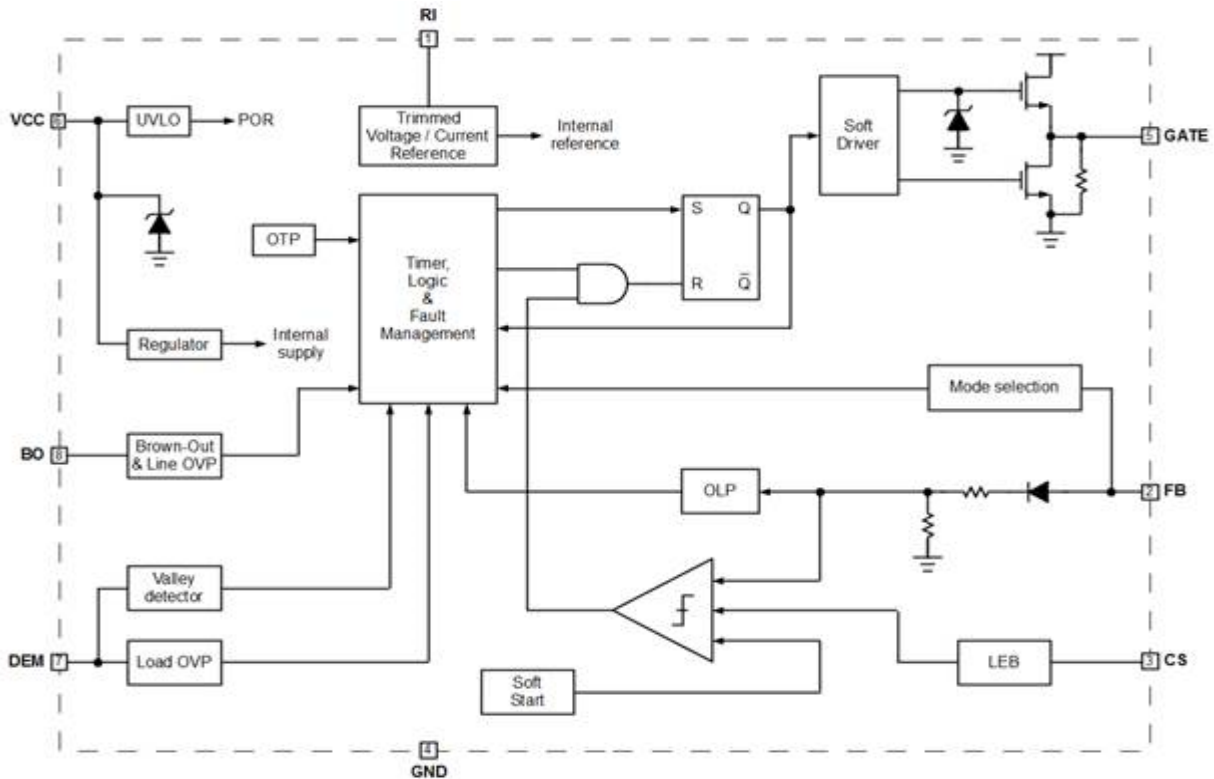 RI
1
VCC
6
UVLO
POR
Trimmed
Voltage / Current
Reference
Internal
reference
Soft
Driver
5
GATE
OTP
Timer,
Logic
&
Fault
Management
S Q
R Q̅
Regulator
Internal
supply
Mode selection
BO
8
Brown-Out
& Line OVP
OLP
2
FB
Valley
detector
DEM
7
Load OVP
Soft
Start
LEB
3
CS
4
GND